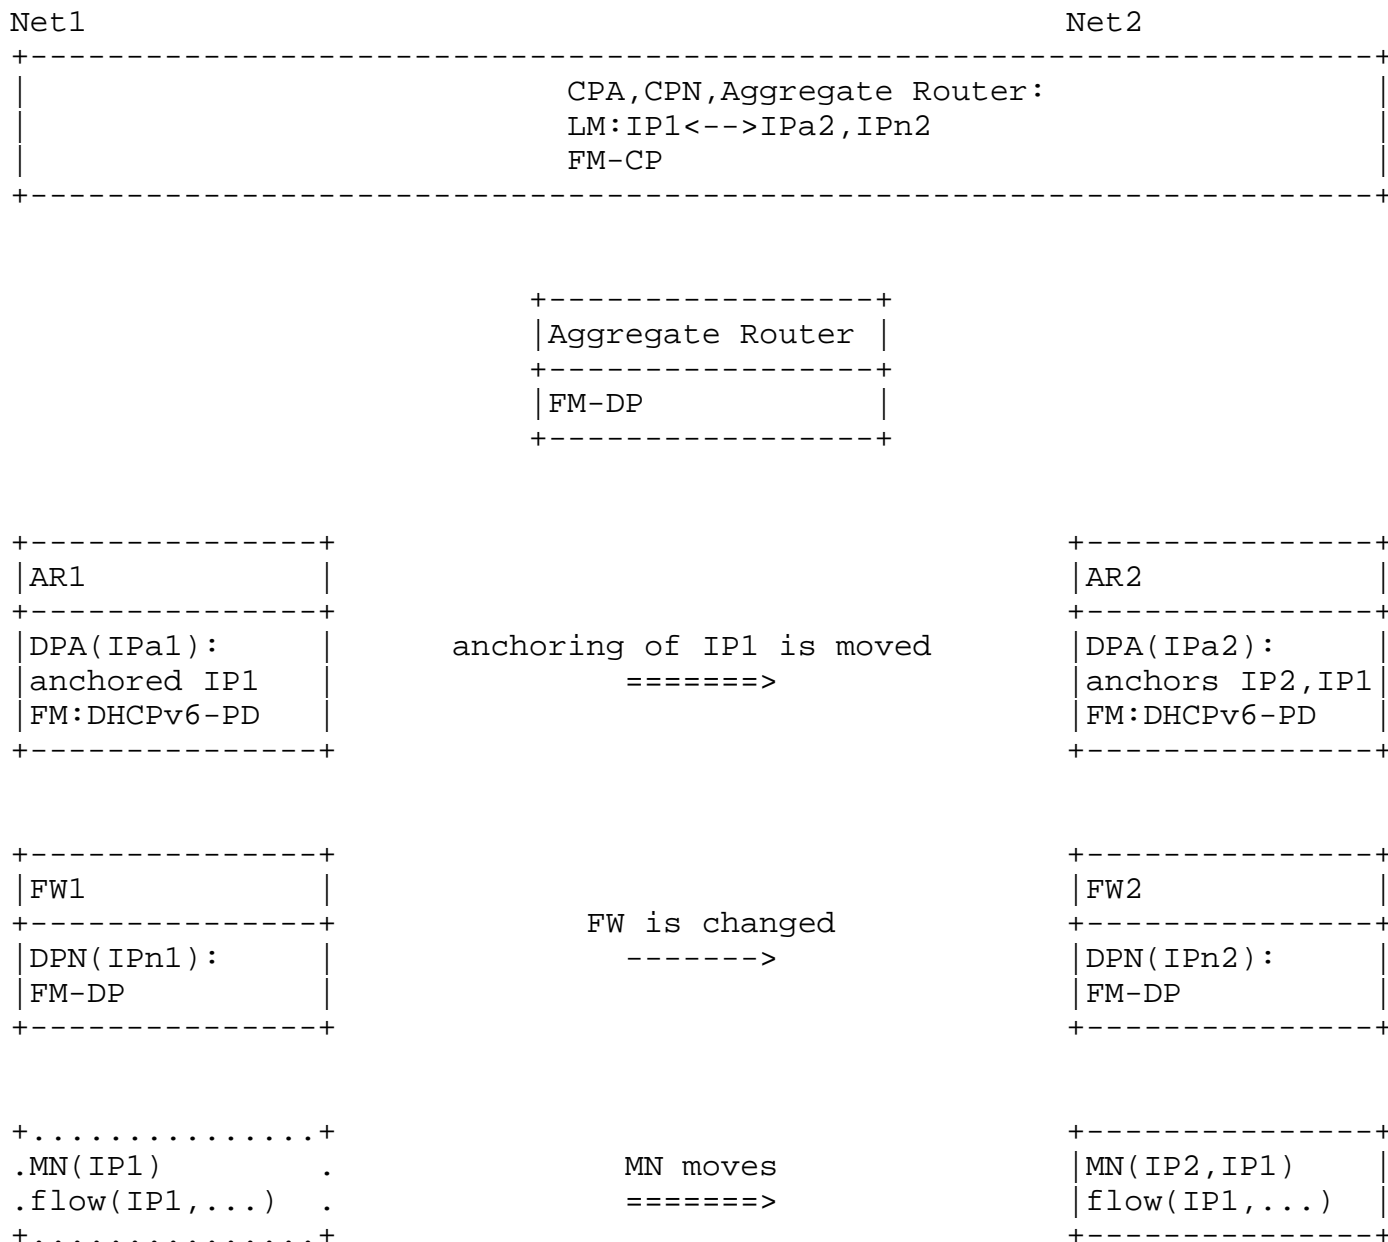 Net1                                                   Net2
+----------------------------------------------------------------------+
|                            CPA,CPN,Aggregate Router:                 |
|                            LM:IP1<-->IPa2,IPn2                       |
|                            FM-CP                                     |
+----------------------------------------------------------------------+
                           +-----------------+
                           |Aggregate Router |
                           +-----------------+
                           |FM-DP            |
                           +-----------------+
+---------------+                                      +---------------+
|AR1            |                                      |AR2            |
+---------------+                                      +---------------+
|DPA(IPa1):     |      anchoring of IP1 is moved       |DPA(IPa2):     |
|anchored IP1   |               =======>               |anchors IP2,IP1|
|FM:DHCPv6-PD   |                                      |FM:DHCPv6-PD   |
+---------------+                                      +---------------+
+---------------+                                      +---------------+
|FW1            |                                      |FW2            |
+---------------+             FW is changed            +---------------+
|DPN(IPn1):     |               ------->               |DPN(IPn2):     |
|FM-DP          |                                      |FM-DP          |
+---------------+                                      +---------------+
+...............+                                      +---------------+
.MN(IP1)        .               MN moves               |MN(IP2,IP1)    |
.flow(IP1,...)  .               =======>               |flow(IP1,...)  |
+...............+                                      +---------------+